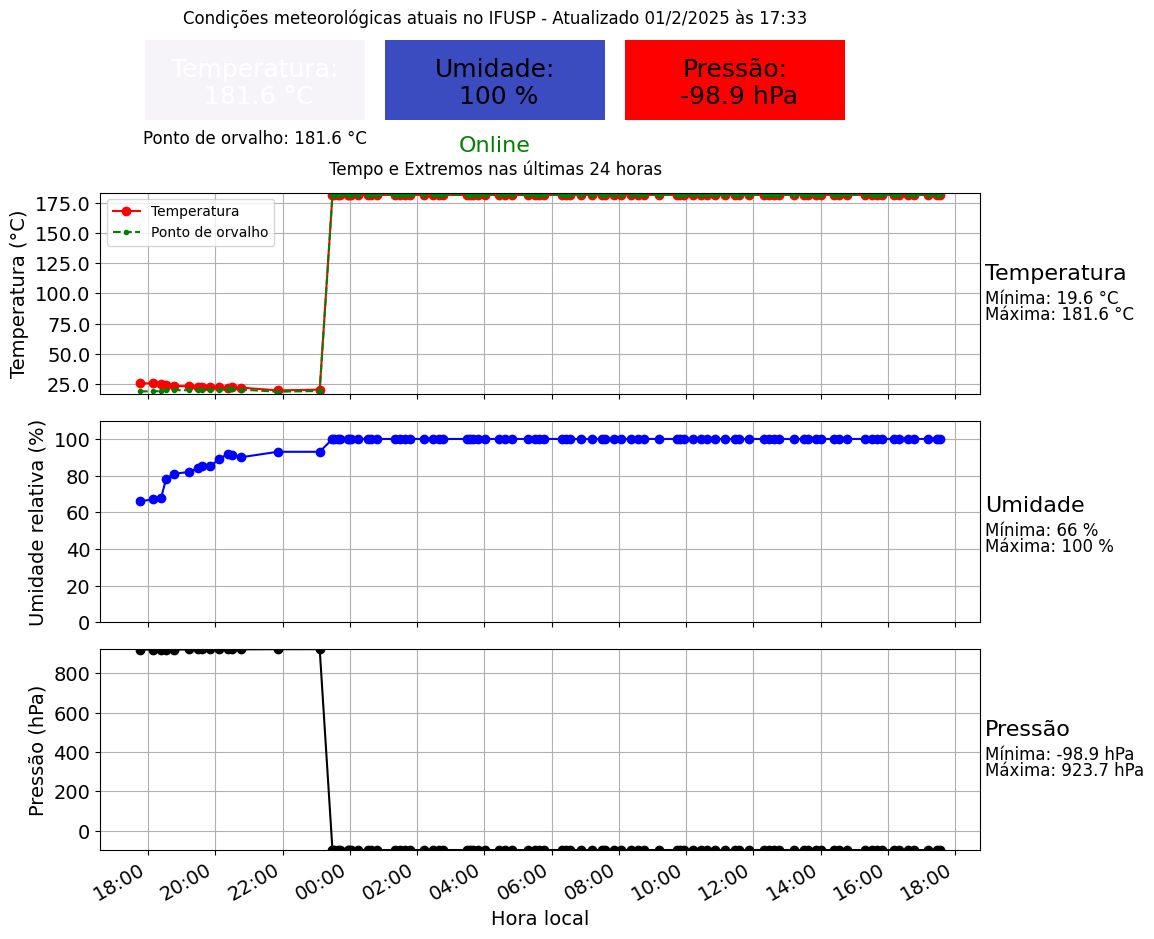 Condições meteorológicas atuais no IFUSP - Atualizado 01/2/2025 às 17:33
Temperatura:
181.6 °C
Umidade:
100 %
Pressão:
-98.9 hPa
Ponto de orvalho: 181.6 °C
Online
Tempo e Extremos nas últimas 24 horas
Temperatura (°C)
175.0
150.0
125.0
100.0
75.0
50.0
25.0
Temperatura
Ponto de orvalho
Temperatura
Mínima: 19.6 °C
Máxima: 181.6 °C
Umidade relativa (%)
100
80
60
40
20
0
Umidade
Mínima: 66 %
Máxima: 100 %
Pressão (hPa)
800
600
400
200
0
Pressão
Mínima: -98.9 hPa
Máxima: 923.7 hPa
18:00 20:00 22:00 00:00 02:00 04:00 06:00 08:00 10:00 12:00 14:00 16:00 18:00
Hora local